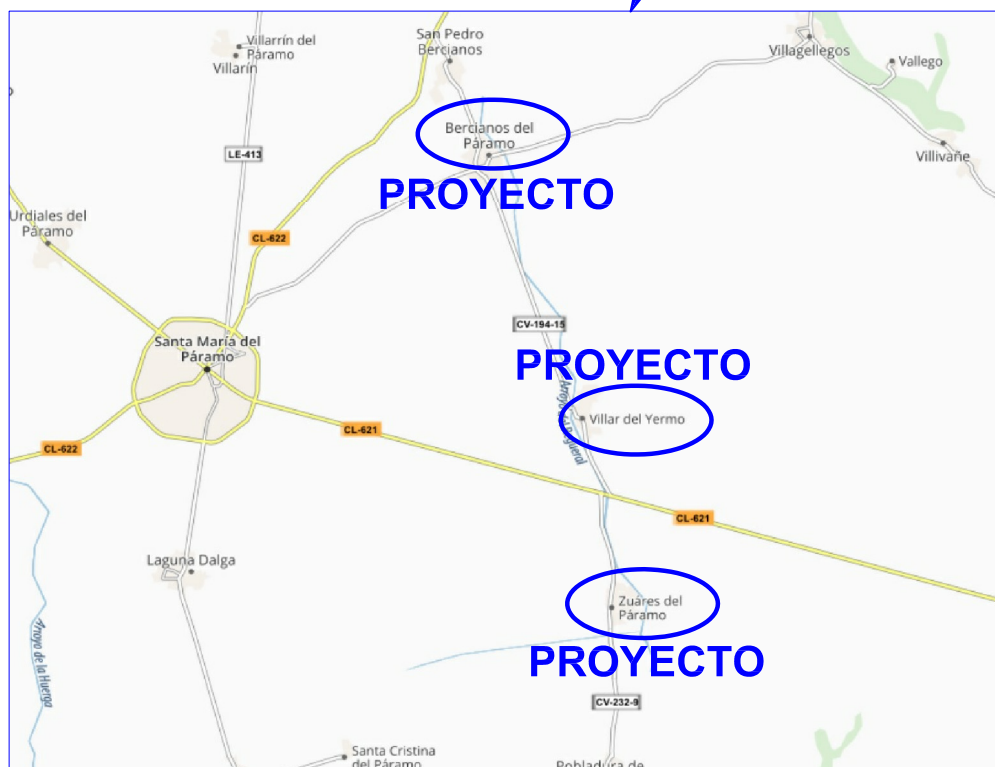 San Pedro
Bercianos
Villarrín del
Páramo
Villarín
Villagellegos
Vallego
Bercianos del
Páramo
Villivañe
LE-413
PROYECTO
Urdiales del
Páramo
CL-622
CV-194-15
Santa María del
Páramo
PROYECTO
Arroyo del Regueral
Villar del Yermo
CL-621
CL-622
CL-621
Laguna Dalga
Zuáres del
Páramo
Arroyo de la Huerga
PROYECTO
CV-232-9
Santa Cristina
del Páramo
Pobladura de